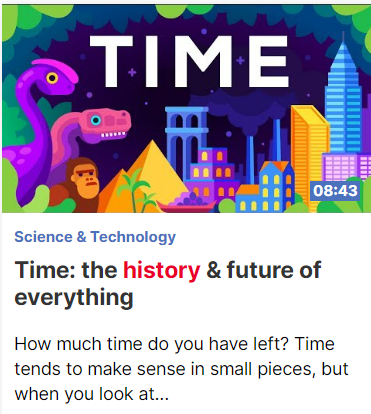 TIME
08:43
Science & Technology
Time: the history & future of
everything
How much time do you have left? Time
tends to make sense in small pieces, but
when you look at...